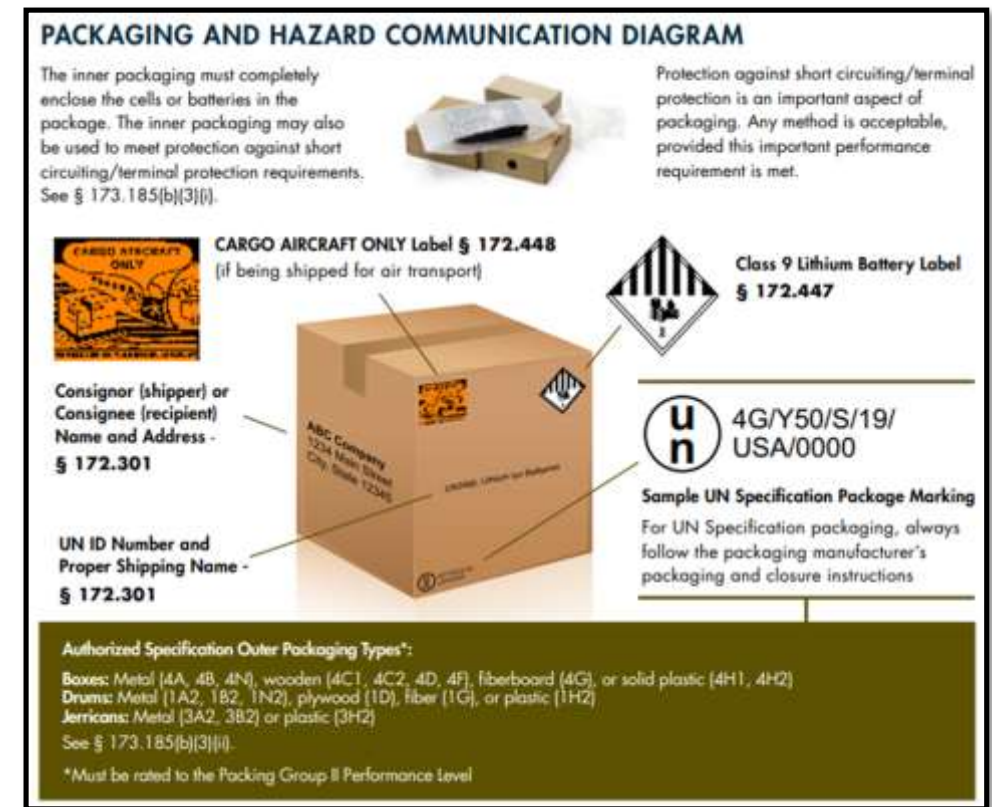 PACKAGING AND HAZARD COMMUNICATION DIAGRAM
The inner packaging must completely
enclose the cells or batteries in the
package. The inner packaging may also
be used to meet protection against short
circuiting/terminal protection requirements.
See § 173.185(b)(3)(i).
Protection against short circuiting/terminal
protection is an important aspect of
packaging. Any method is acceptable,
provided this important performance
requirement is met.
CARGO AIRCRAFT
ONLY
CARGO AIRCRAFT ONLY Label § 172.448
(if being shipped for air transport)
Class 9 Lithium Battery Label
§ 172.447
Consignor (shipper) or
Consignee (recipient)
Name and Address -
§ 172.301
ABC Company
1234 Main Street
City, State 12345
Lithium Ion Batteries
un
4G/Y50/S/19/
USA/0000
Sample UN Specification Package Marking
For UN Specification packaging, always
follow the packaging manufacturer's
packaging and closure instructions
UN ID Number and
Proper Shipping Name -
§ 172.301
Authorized Specification Outer Packaging Types*:
Boxes: Metal (4A, 4B, 4N), wooden (4C1, 4C2, 4D, 4F), fiberboard (4G), or solid plastic (4H1, 4H2)
Drums: Metal (1A2, 1B2, 1N2), plywood (1D), fiber (1G), or plastic (1H2)
Jerricans: Metal (3A2, 3B2) or plastic (3H2)
See § 173.185(b)(3)(ii).
*Must be rated to the Packing Group II Performance Level